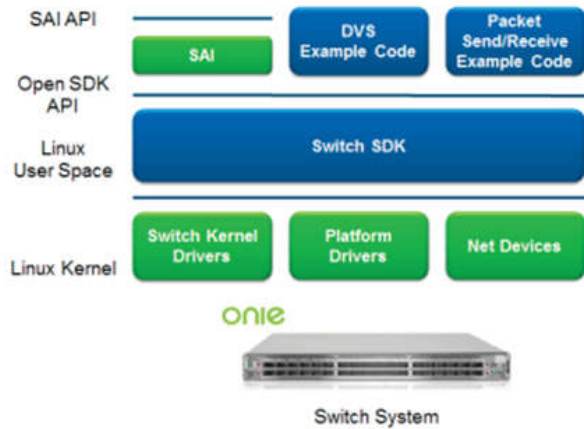 SAI API
SAI
DVS
Example Code
Packet
Send/Receive
Example Code
Open SDK
API
Linux
User Space
Switch SDK
Linux Kernel
Switch Kernel
Drivers
Platform
Drivers
Net Devices
onie
Switch System